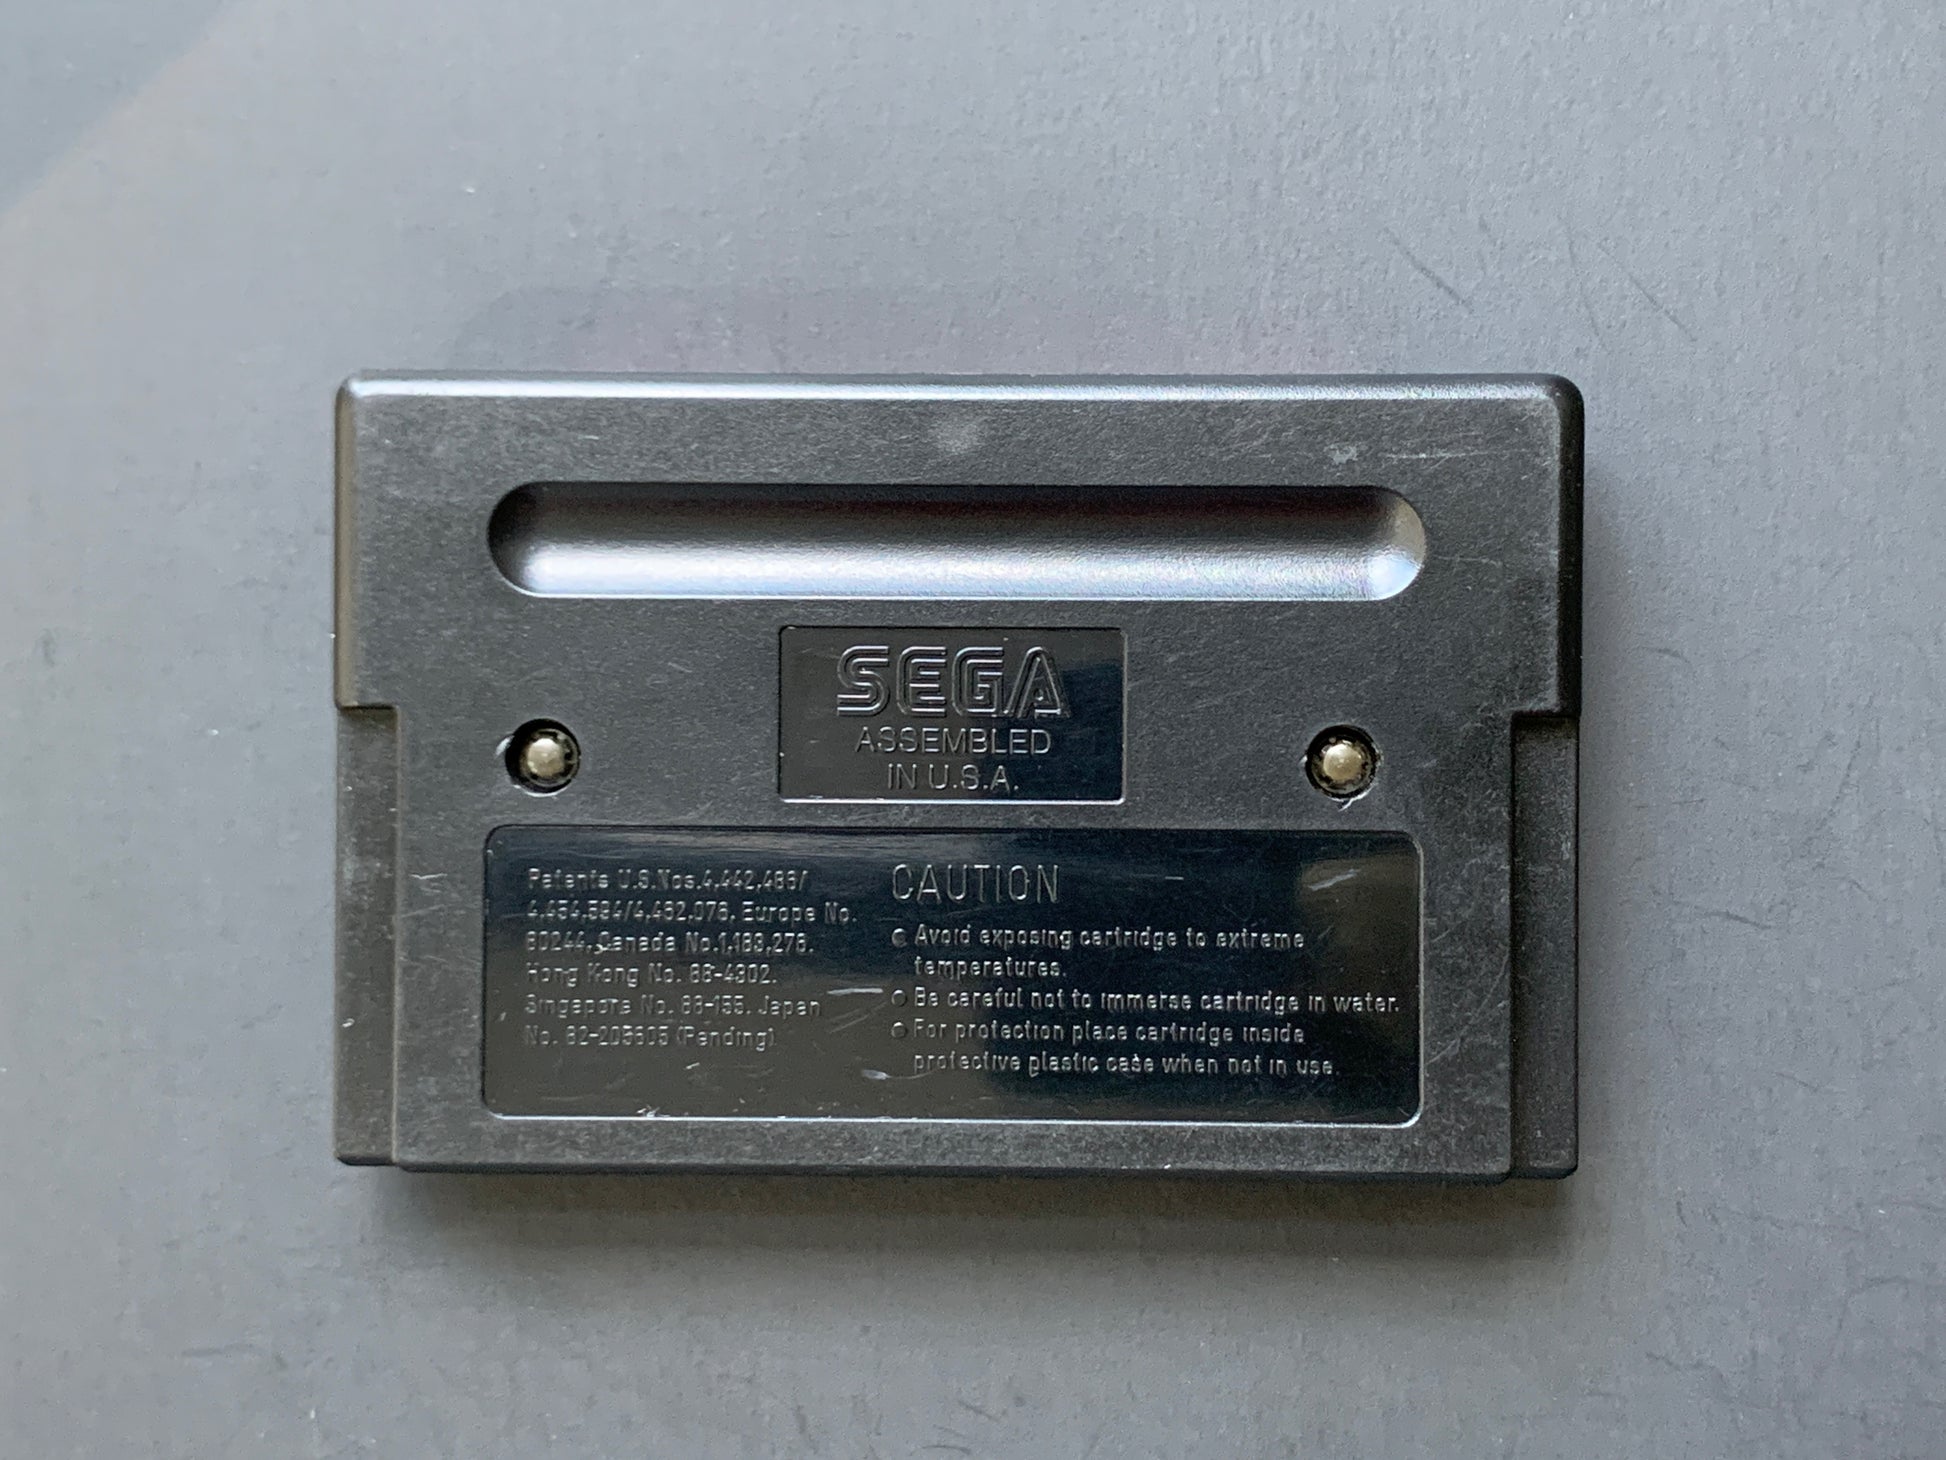 SEGA
ASSEMBLED
IN U.S.A.
Patents U.S.Nos.4,442,486/
4,454,594/4,462,076, Europe No.
80244, Canada No.1,183,276,
Hong Kong No. 88-4302,
Singapore No. 88-155, Japan
No. 82-205605 (Pending)
CAUTION
● Avoid exposing cartridge to extreme
temperatures.
● Be careful not to immerse cartridge in water.
● For protection place cartridge inside
protective plastic case when not in use.